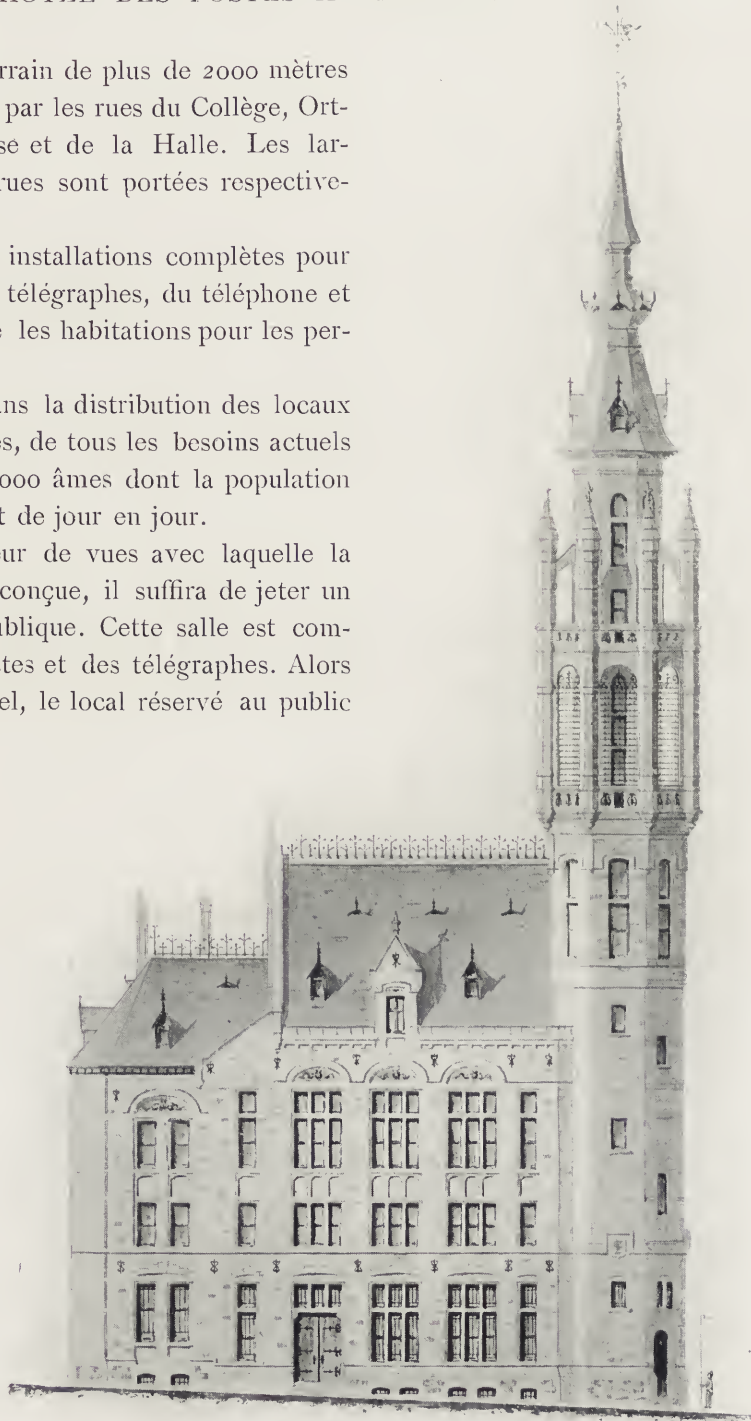 rrain de plus de 2000 mètres
par les rues du Collège, Ort-
se et de la Halle. Les lar-
rues sont portées respective-
installations complètes pour
télégraphes, du téléphone et
e les habitations pour les per-
ns la distribution des locaux
es, de tous les besoins actuels
000 âmes dont la population
t de jour en jour.
eur de vues avec laquelle la
conçue, il suffira de jeter un
ublique. Cette salle est com-
stes et des télégraphes. Alors
el, le local réservé au public